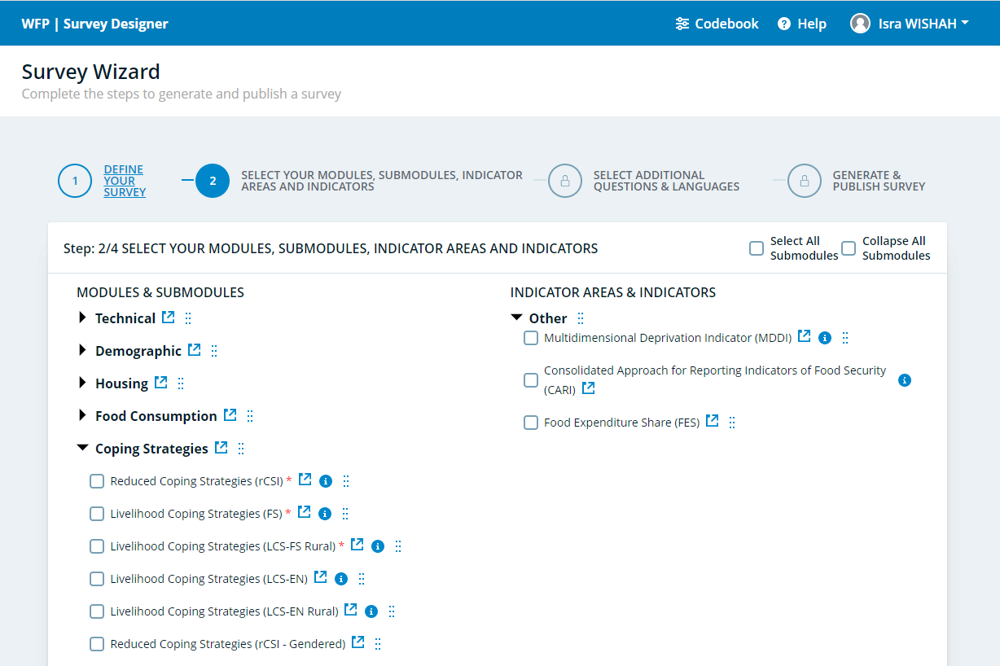 WFP | Survey Designer
Codebook
Help
Isra WISHAH
Survey Wizard
Complete the steps to generate and publish a survey
1
DEFINE
YOUR
SURVEY
2
SELECT YOUR MODULES, SUBMODULES, INDICATOR
AREAS AND INDICATORS
SELECT ADDITIONAL
QUESTIONS & LANGUAGES
GENERATE &
PUBLISH SURVEY
Step: 2/4 SELECT YOUR MODULES, SUBMODULES, INDICATOR AREAS AND INDICATORS
Select All
Submodules
Collapse All
Submodules
MODULES & SUBMODULES
Technical
Demographic
Housing
Food Consumption
Coping Strategies
Reduced Coping Strategies (rCSI) *
Livelihood Coping Strategies (FS) *
Livelihood Coping Strategies (LCS-FS Rural) *
Livelihood Coping Strategies (LCS-EN)
Livelihood Coping Strategies (LCS-EN Rural)
Reduced Coping Strategies (rCSI - Gendered)
INDICATOR AREAS & INDICATORS
Other
Multidimensional Deprivation Indicator (MDDI)
Consolidated Approach for Reporting Indicators of Food Security
(CARI)
Food Expenditure Share (FES)